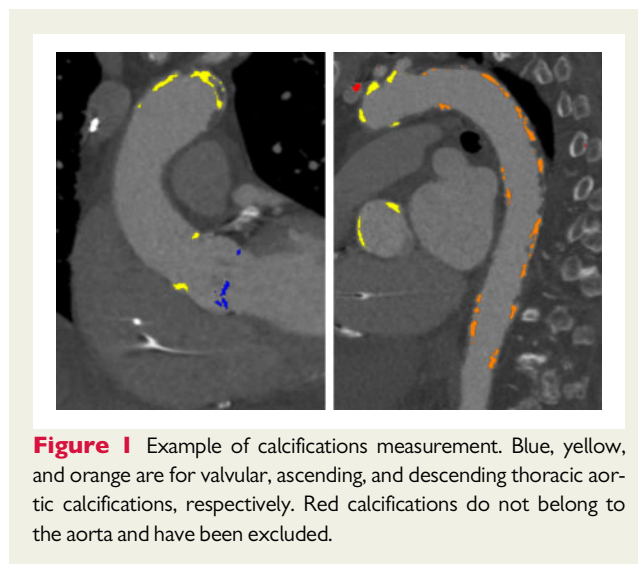 Figure 1 Example of calcifications measurement. Blue, yellow,
and orange are for valvular, ascending, and descending thoracic aor-
tic calcifications, respectively. Red calcifications do not belong to
the aorta and have been excluded.